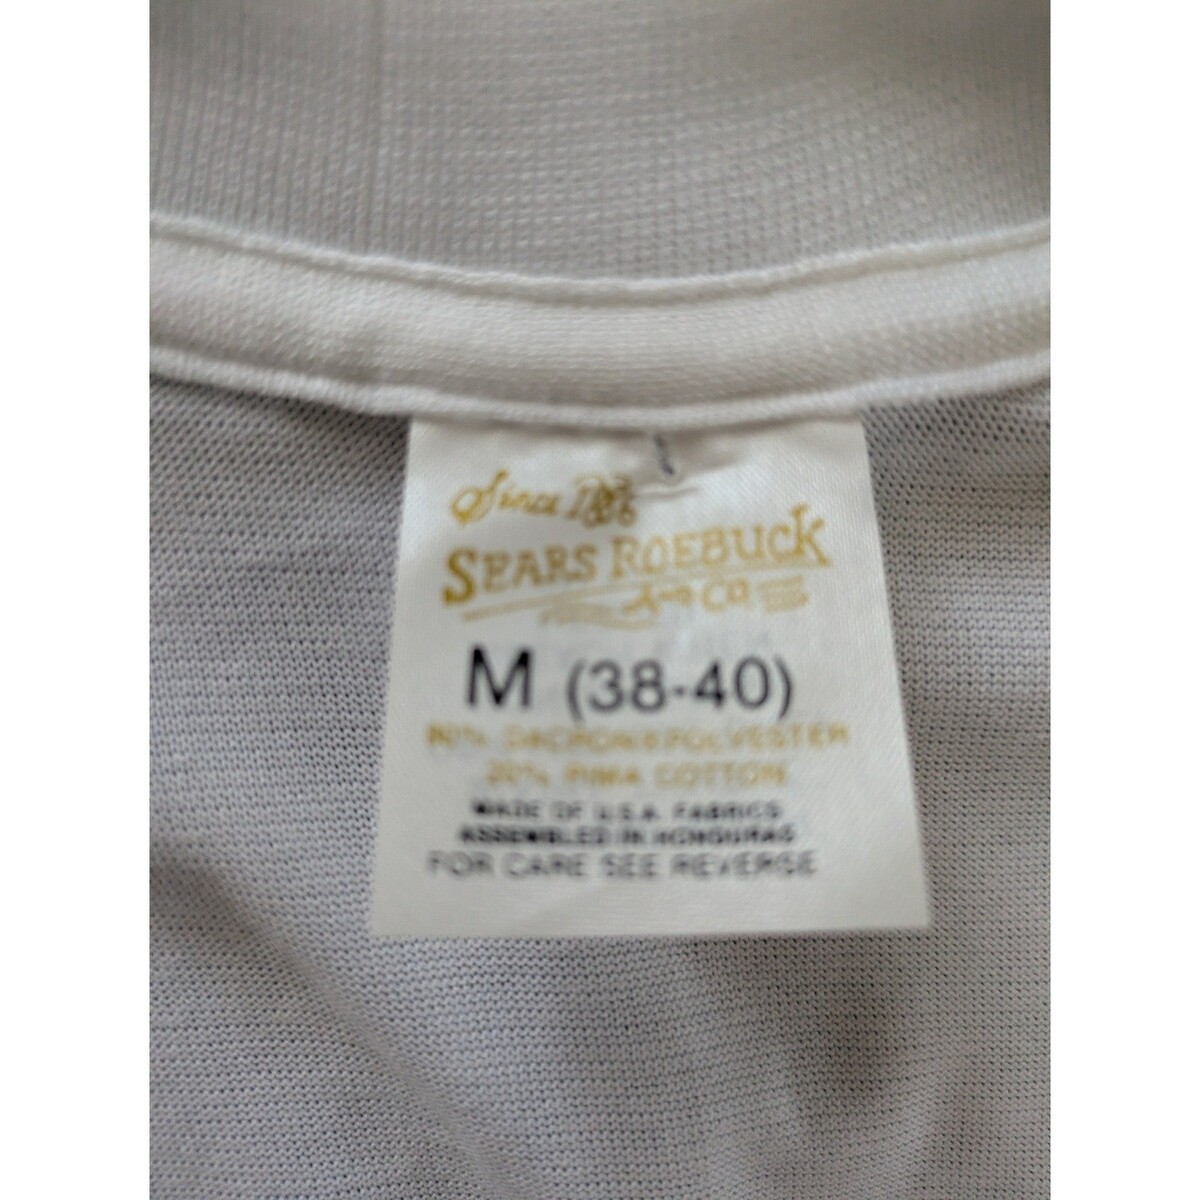 Since 1886
SEARS ROEBUCK
AND CO
M (38-40)
80% DACRON® POLYESTER
20% PIMA COTTON
MADE OF U.S.A. FABRICS
ASSEMBLED IN HONDURAS
FOR CARE SEE REVERSE